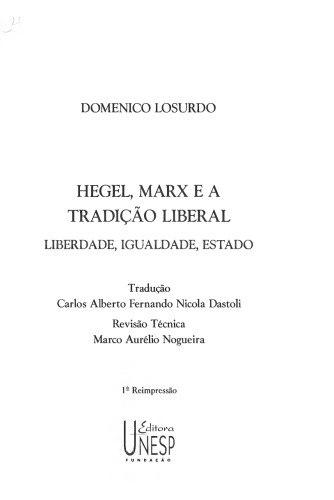 DOMENICO LOSURDO
HEGEL, MARX E A
TRADIÇÃO LIBERAL
LIBERDADE, IGUALDADE, ESTADO
Tradução
Carlos Alberto Fernando Nicola Dastoli
Revisão Técnica
Marco Aurélio Nogueira
1ª Reimpressão
Editora
UNESP
FUNDAÇÃO